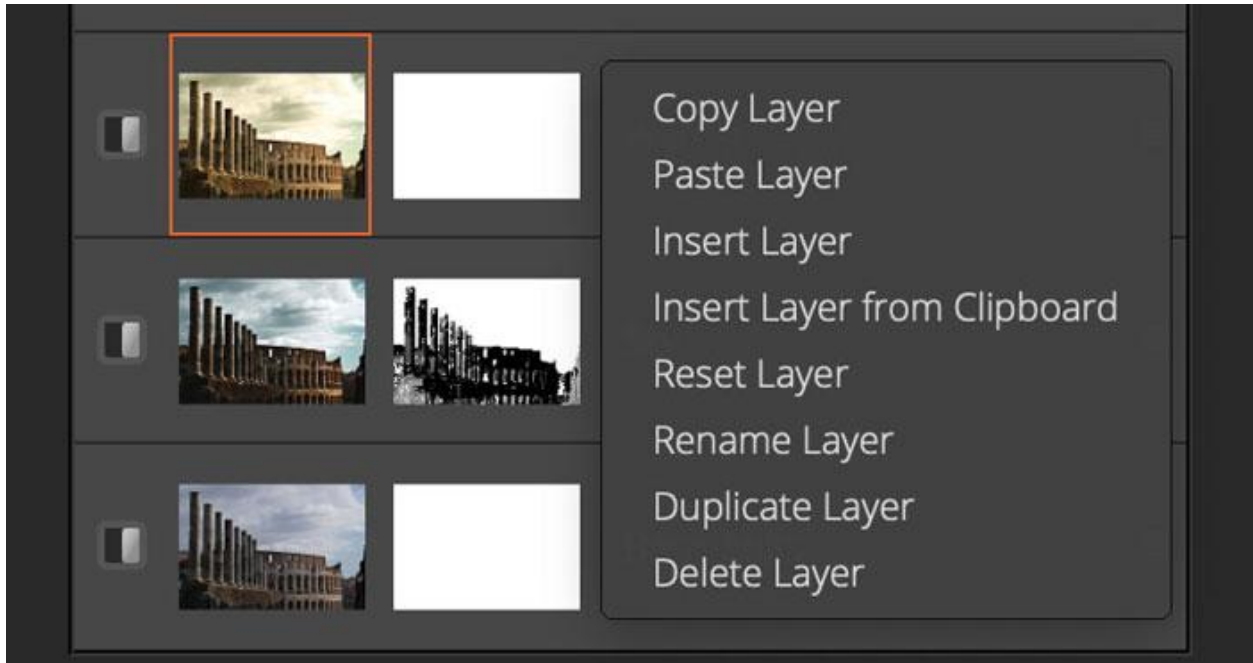 Copy Layer
Paste Layer
Insert Layer
Insert Layer from Clipboard
Reset Layer
Rename Layer
Duplicate Layer
Delete Layer